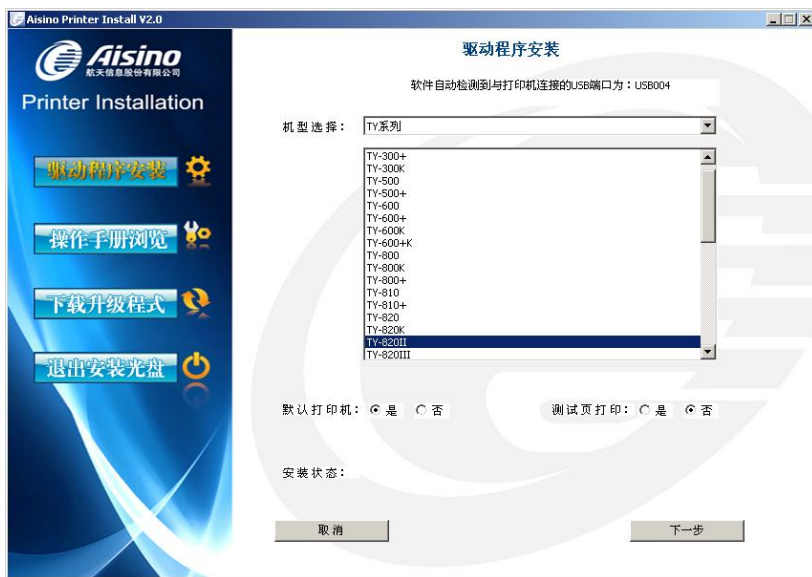 Aisino Printer Install V2.0
Aisino
航天信息股份有限公司
Printer Installation
驱动程序安装
操作手册浏览
下载升级程式
退出安装光盘
驱动程序安装
软件自动检测到与打印机连接的USB端口为：USB004
机型选择： TY系列
TY-300+
TY-300K
TY-500
TY-500+
TY-600
TY-600+
TY-600K
TY-600+K
TY-800
TY-800K
TY-800+
TY-810
TY-810+
TY-820
TY-820K
TY-820II
TY-820III
默认打印机： 是 否 测试页打印： 是 否
安装状态：
取消 下一步